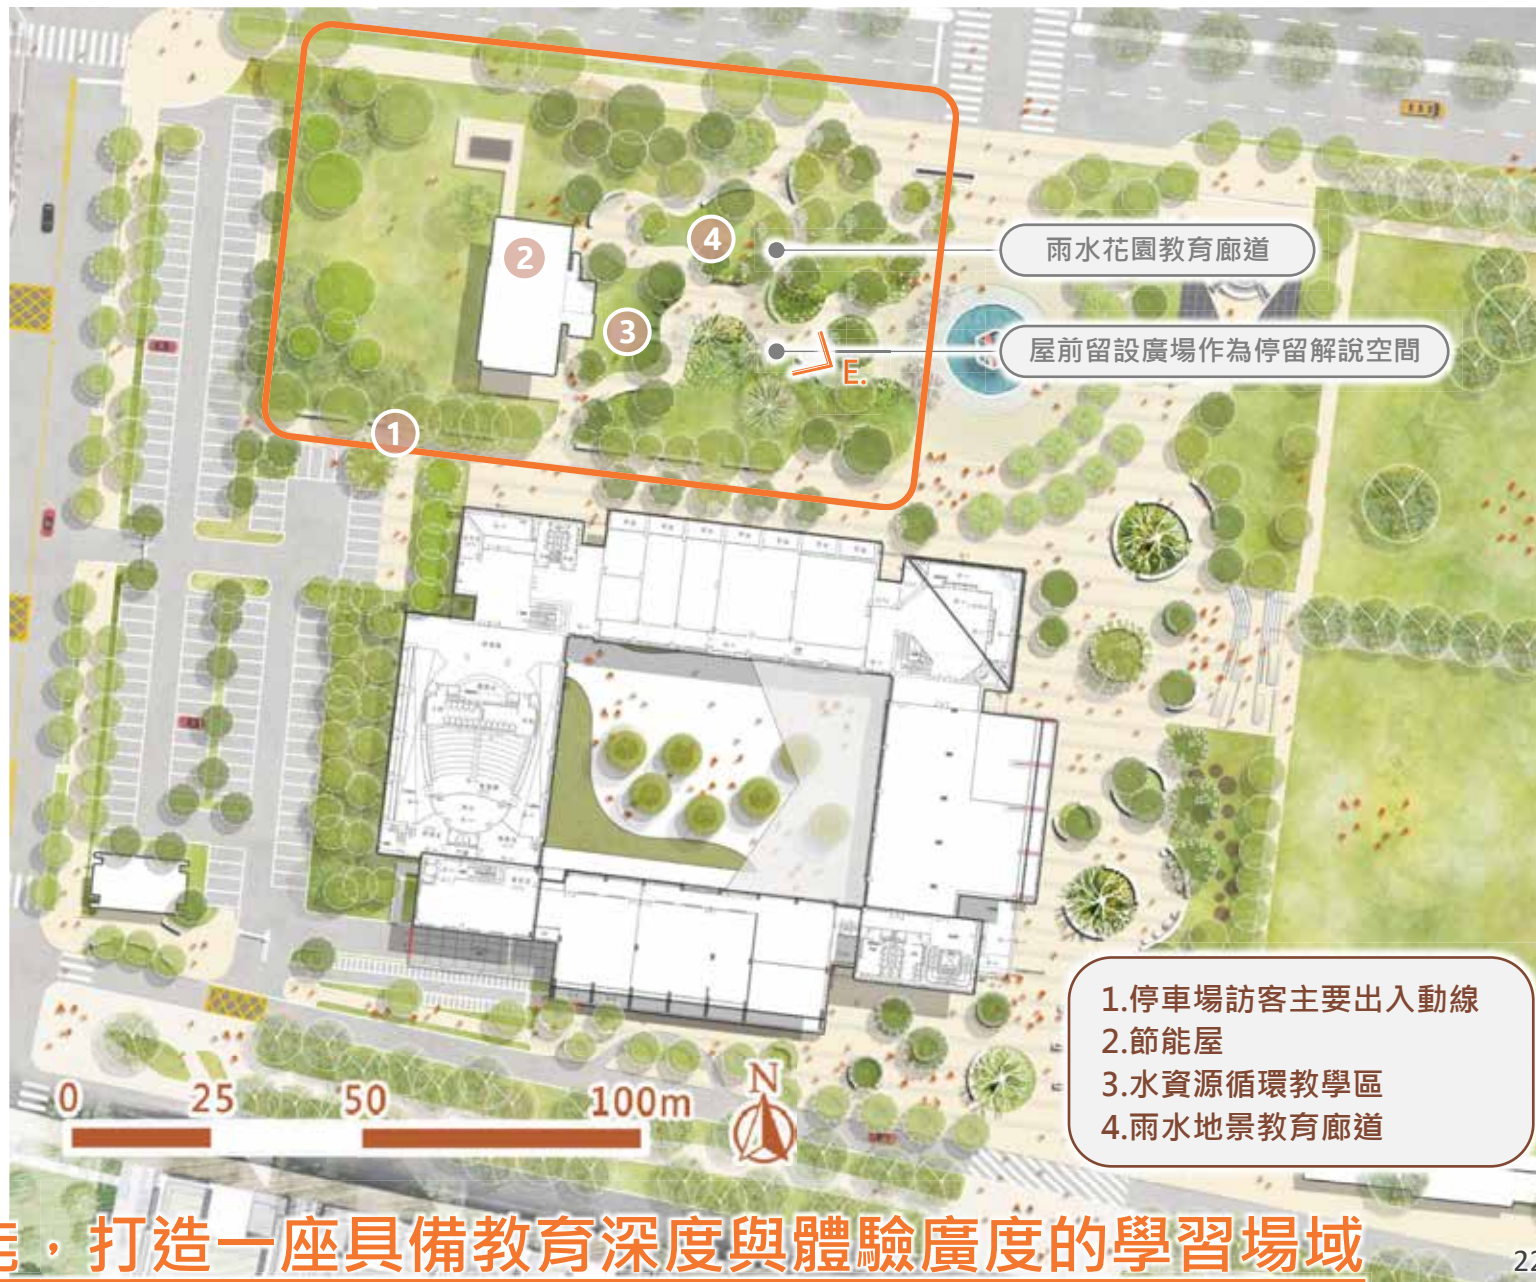 雨水花園教育廊道
屋前留設廣場作為停留解說空間
1
2
3
4
E.
1.停車場訪客主要出入動線
2.節能屋
3.水資源循環教學區
4.雨水地景教育廊道
0 25 50 100m
N
，打造一座具備教育深度與體驗廣度的學習場域
22